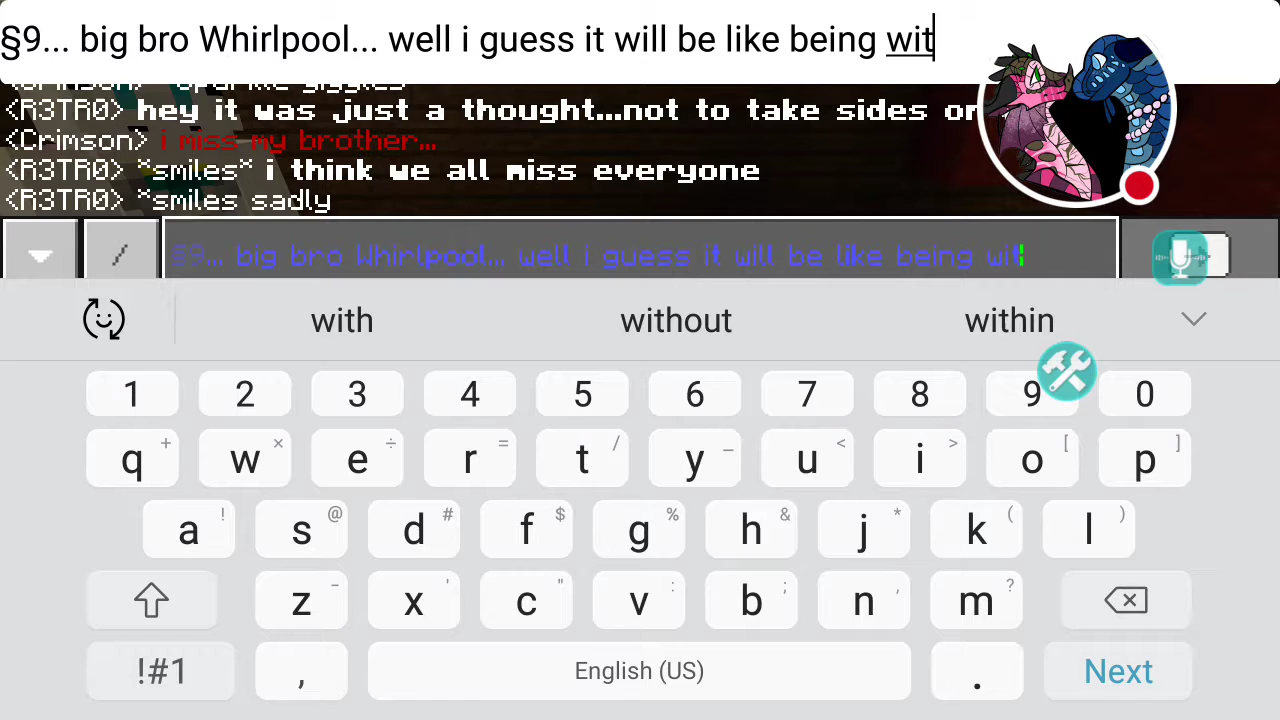 §9... big bro Whirlpool... well i guess it will be like being wit
<R3TR0> hey it was just a thought...not to take sides or
<Crimson> i miss my brother...
<R3TR0> *smiles* i think we all miss everyone
<R3TR0> *smiles sadly
/
§9... big bro Whirlpool... well i guess it will be like being wit
with without within
1 2 3 4 5 6 7 8 9 0
q + w × e ÷ r = t / y _ u < i > o [ p ]
a ! s @ d # f $ g % h & j * k ( l )
z - x ' c " v : b ; n , m ?
!#1 , English (US) . Next